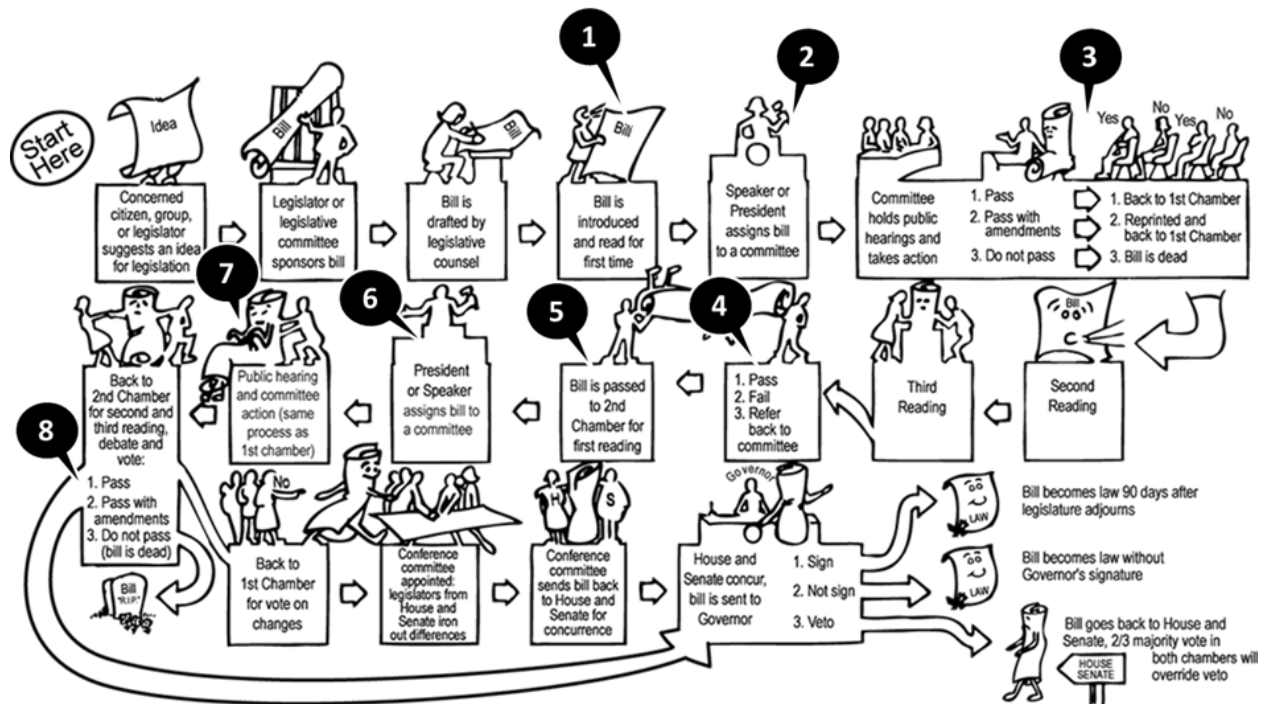 1
2
3
Start
Here
Idea
Bill
Bill
Bill
Yes
No
Yes
No
Concerned
citizen, group,
or legislator
suggests an idea
for legislation
Legislator or
legislative
committee
sponsors bill
Bill is
drafted by
legislative
counsel
Bill is
introduced
and read for
first time
Speaker or
President
assigns bill
to a committee
Committee
holds public
hearings and
takes action
1. Pass
2. Pass with
amendments
3. Do not pass
1. Back to 1st Chamber
2. Reprinted and
back to 1st Chamber
3. Bill is dead
7
6
5
4
Bill
Second
Reading
Third
Reading
1. Pass
2. Fail
3. Refer
back to
committee
Bill is passed
to 2nd
Chamber for
first reading
President
or Speaker
assigns bill to
a committee
Public hearing
and committee
action (same
process as
1st chamber)
8
Back to
2nd Chamber
for second and
third reading,
debate and
vote:
1. Pass
2. Pass with
amendments
3. Do not pass
(bill is dead)
Bill
"R.I.P."
No
Back to
1st Chamber
for vote on
changes
Conference
committee
appointed:
legislators from
House and
Senate iron
out differences
H
S
Conference
committee
sends bill back
to House and
Senate for
concurrence
Governor
House and
Senate concur,
bill is sent to
Governor
1. Sign
2. Not sign
3. Veto
LAW
Bill becomes law 90 days after
legislature adjourns
LAW
Bill becomes law without
Governor's signature
Bill goes back to House and
Senate, 2/3 majority vote in
both chambers will
override veto
HOUSE
SENATE